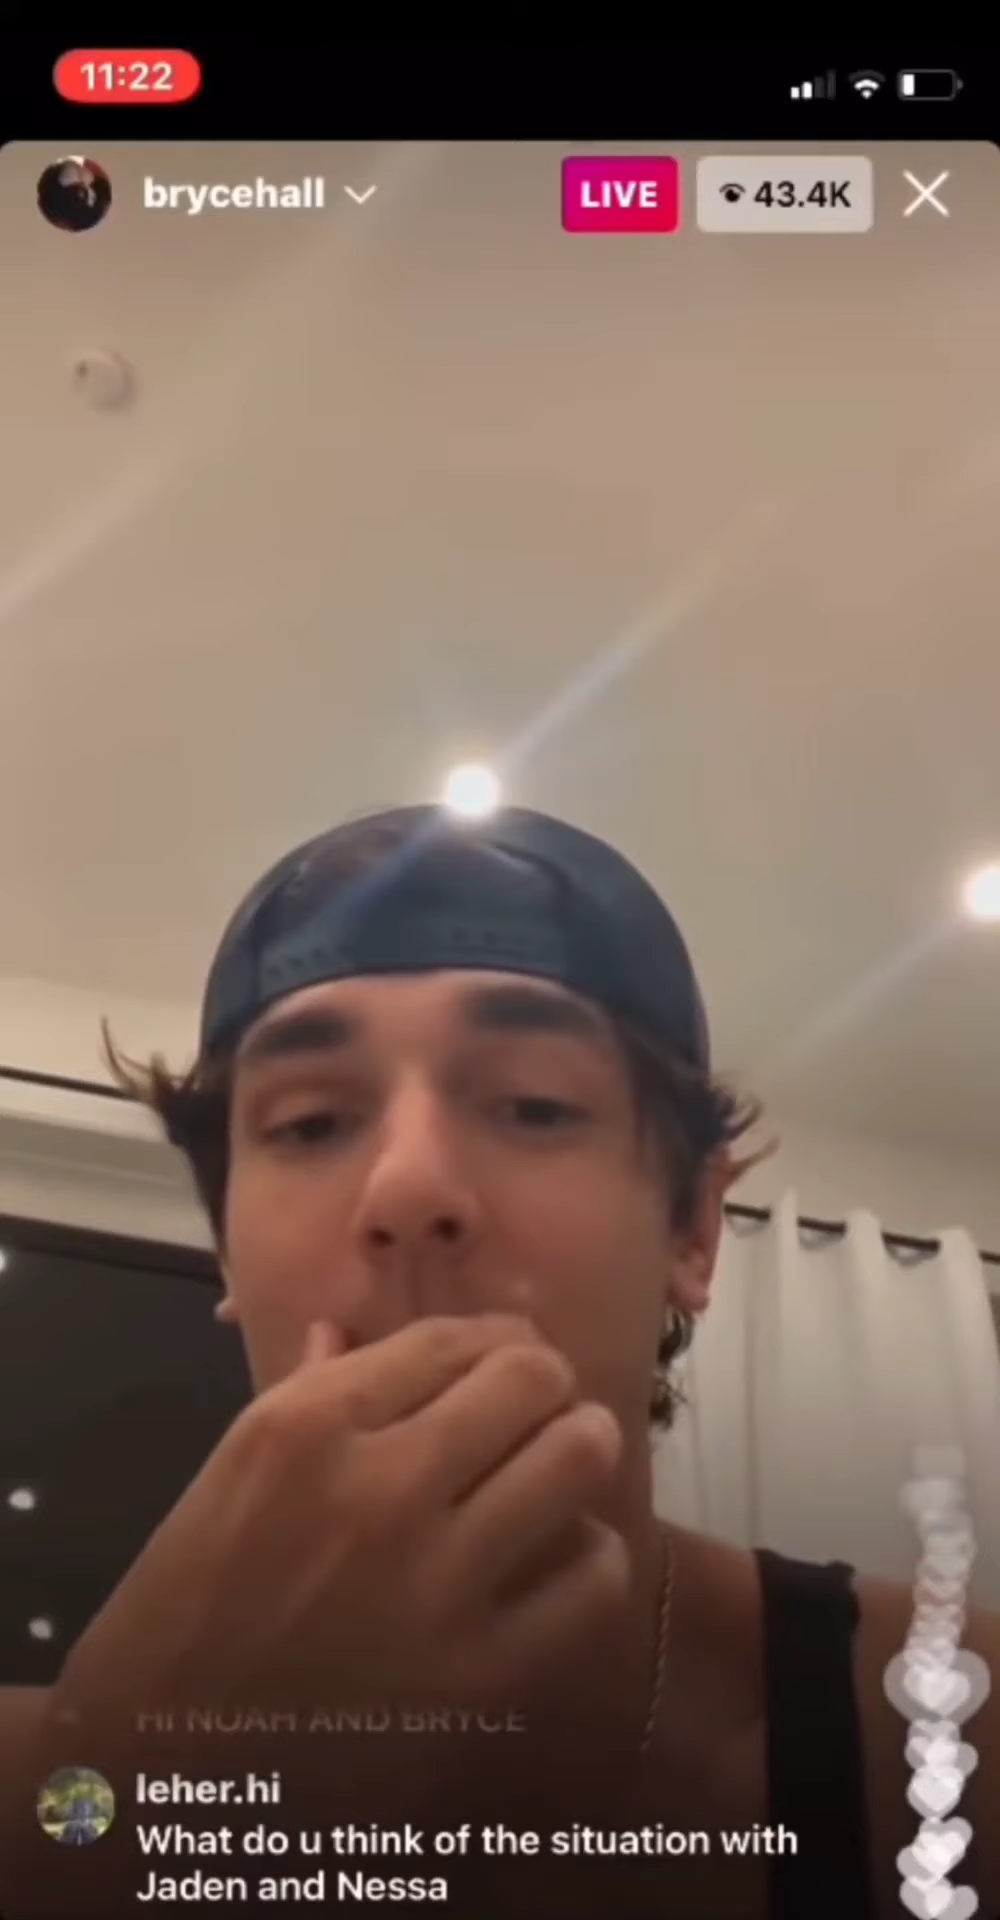 11:22
brycehall
LIVE
43.4K
HI NOAH AND BRYCE
leher.hi
What do u think of the situation with
Jaden and Nessa